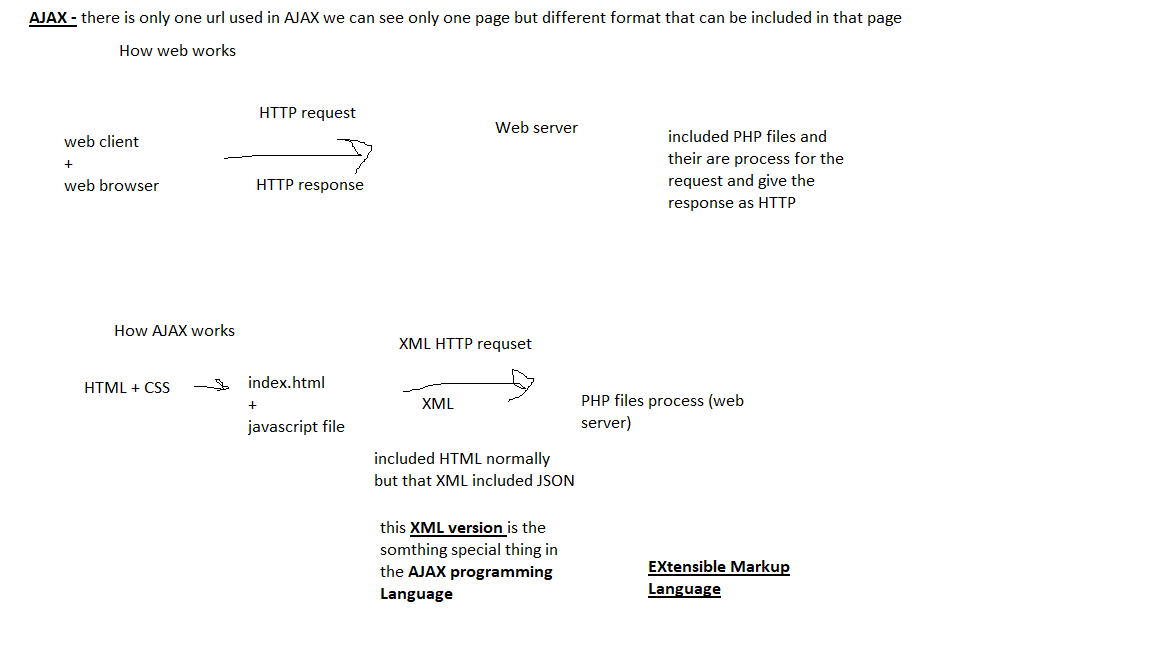 AJAX - there is only one url used in AJAX we can see only one page but different format that can be included in that page
How web works
HTTP request
Web server
web client
+
web browser
HTTP response
included PHP files and
their are process for the
request and give the
response as HTTP
How AJAX works
XML HTTP requset
HTML + CSS
index.html
+
javascript file
XML
PHP files process (web
server)
included HTML normally
but that XML included JSON
this XML version is the
somthing special thing in
the AJAX programming
Language
EXtensible Markup
Language